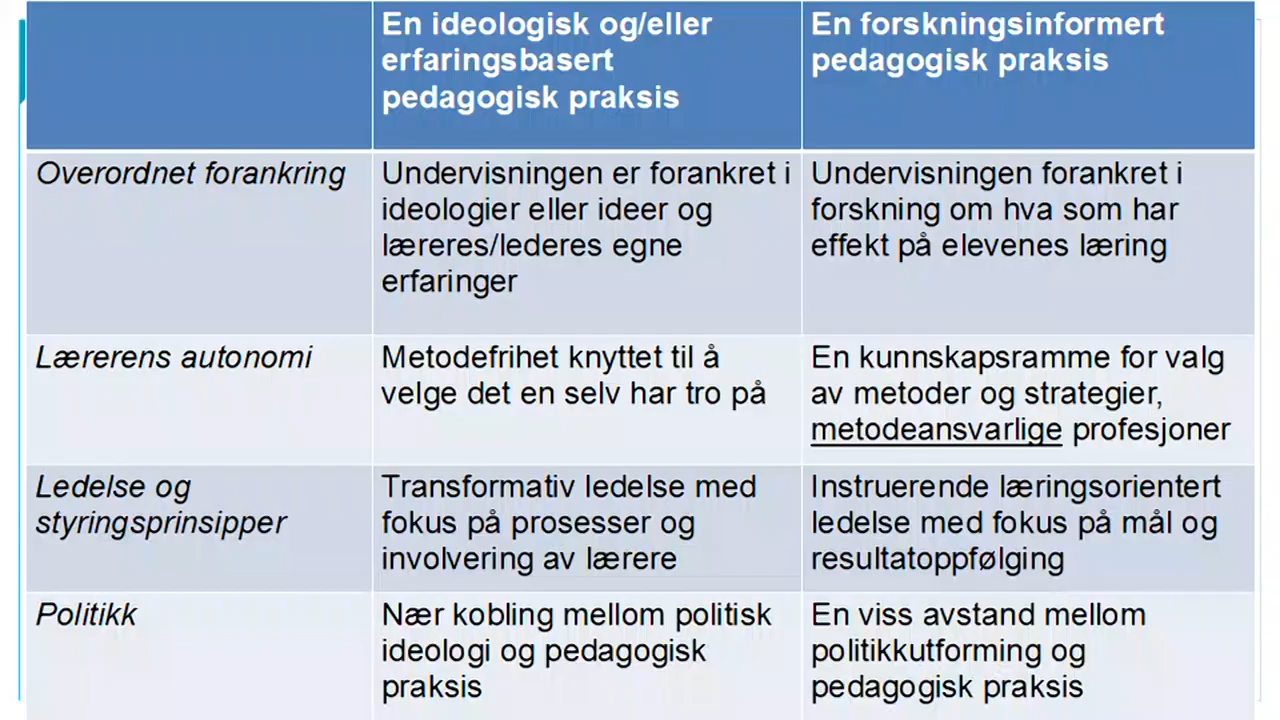 En ideologisk og/eller
erfaringsbasert
pedagogisk praksis
En forskningsinformert
pedagogisk praksis
Overordnet forankring
Undervisningen er forankret i
ideologier eller ideer og
læreres/lederes egne
erfaringer
Undervisningen forankret i
forskning om hva som har
effekt på elevenes læring
Lærerens autonomi
Metodefrihet knyttet til å
velge det en selv har tro på
En kunnskapsramme for valg
av metoder og strategier,
metodeansvarlige profesjoner
Ledelse og
styringsprinsipper
Transformativ ledelse med
fokus på prosesser og
involvering av lærere
Instruerende læringsorientert
ledelse med fokus på mål og
resultatoppfølging
Politikk
Nær kobling mellom politisk
ideologi og pedagogisk
praksis
En viss avstand mellom
politikkutforming og
pedagogisk praksis